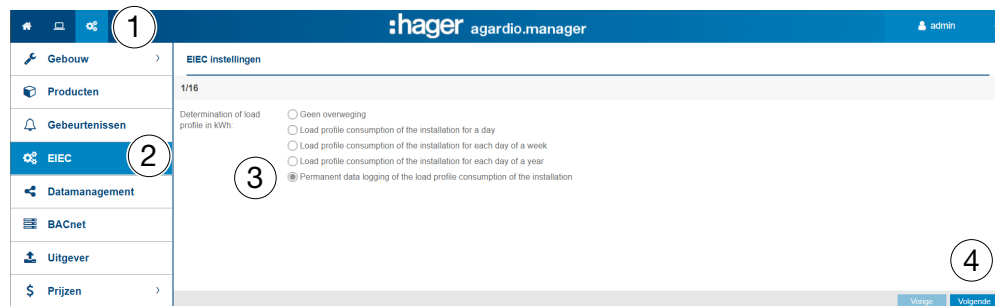 1
:hager agardio.manager
admin
Gebouw
EIEC instellingen
Producten
1/16
Gebeurtenissen
Determination of load
profile in kWh:
Geen overweging
Load profile consumption of the installation for a day
Load profile consumption of the installation for each day of a week
Load profile consumption of the installation for each day of a year
Permanent data logging of the load profile consumption of the installation
EIEC
2
3
Datamanagement
BACnet
Uitgever
4
$ Prijzen
Vorige
Volgende